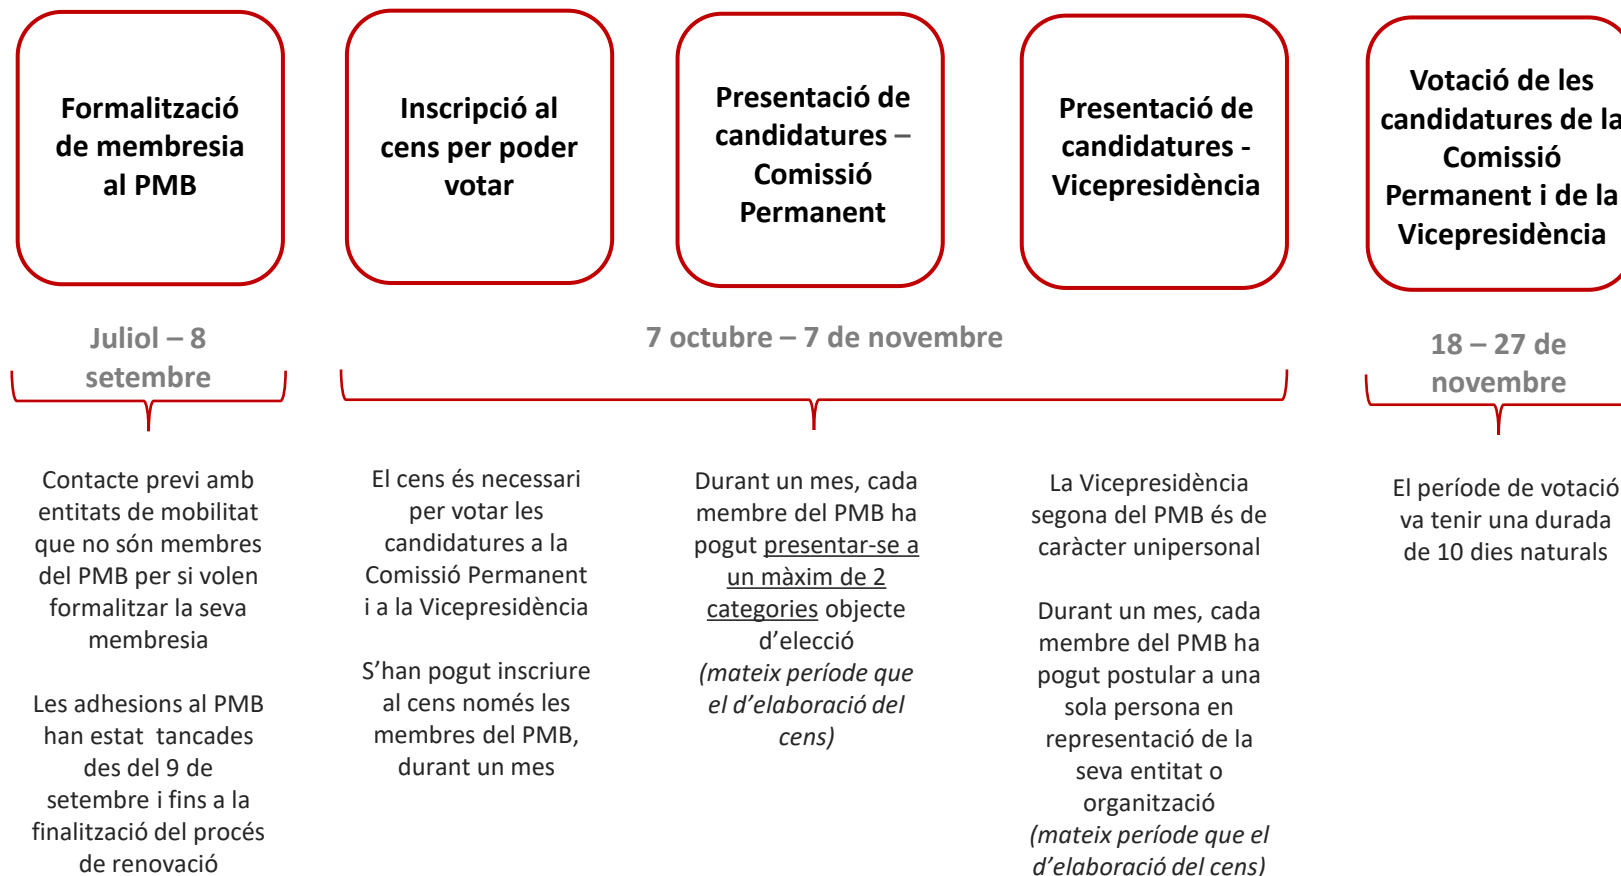 Formalització
de membresia
al PMB
Inscripció al
cens per poder
votar
Presentació de
candidatures –
Comissió
Permanent
Presentació de
candidatures -
Vicepresidència
Votació de les
candidatures de la
Comissió
Permanent i de la
Vicepresidència
Juliol – 8
setembre
7 octubre – 7 de novembre
18 – 27 de
novembre
Contacte previ amb
entitats de mobilitat
que no són membres
del PMB per si volen
formalitzar la seva
membresia
Les adhesions al PMB
han estat  tancades
des del 9 de
setembre i fins a la
finalització del procés
de renovació
El cens és necessari
per votar les
candidatures a la
Comissió Permanent
i a la Vicepresidència
S’han pogut inscriure
al cens només les
membres del PMB,
durant un mes
Durant un mes, cada
membre del PMB ha
pogut presentar-se a
un màxim de 2
categories objecte
d’elecció
(mateix període que
el d’elaboració del
cens)
La Vicepresidència
segona del PMB és de
caràcter unipersonal
Durant un mes, cada
membre del PMB ha
pogut postular a una
sola persona en
representació de la
seva entitat o
organització
(mateix període que el
d’elaboració del cens)
El període de votació
va tenir una durada
de 10 dies naturals